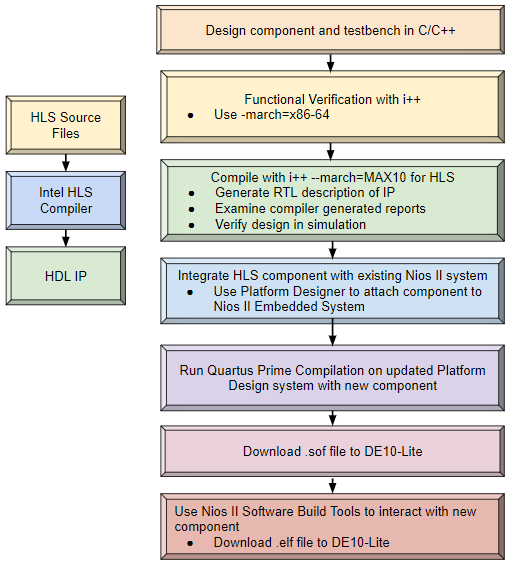 Design component and testbench in C/C++
Functional Verification with i++
● Use -march=x86-64
HLS Source
Files
Compile with i++ --march=MAX10 for HLS
● Generate RTL description of IP
● Examine compiler generated reports
● Verify design in simulation
Intel HLS
Compiler
HDL IP
Integrate HLS component with existing Nios II system
● Use Platform Designer to attach component to
Nios II Embedded System
Run Quartus Prime Compilation on updated Platform
Design system with new component
Download .sof file to DE10-Lite
Use Nios II Software Build Tools to interact with new
component
● Download .elf file to DE10-Lite